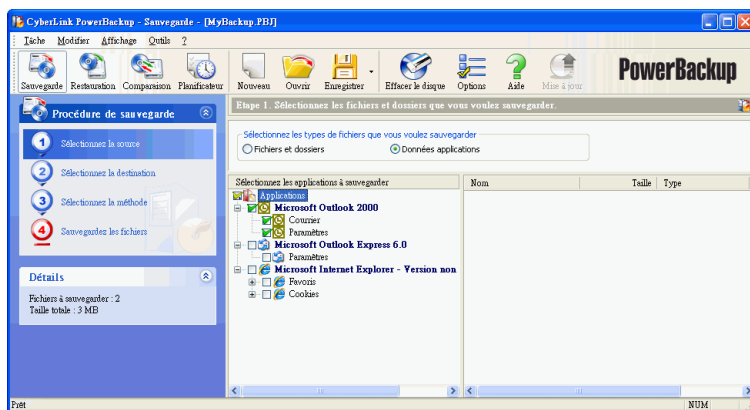 CyberLink PowerBackup - Sauvegarde - [MyBackup.PBJ]
Tâche Modifier Affichage Outils ?
Sauvegarde Restauration Comparaison Planificateur Nouveau Ouvrir Enregistrer Effacer le disque Options Aide Mise à jour PowerBackup
Procédure de sauvegarde
1 Sélectionnez la source
2 Sélectionnez la destination
3 Sélectionnez la méthode
4 Sauvegardez les fichiers
Détails
Fichiers à sauvegarder : 2
Taille totale : 3 MB
Etape 1. Sélectionnez les fichiers et dossiers que vous voulez sauvegarder.
Sélectionnez les types de fichiers que vous voulez sauvegarder
Fichiers et dossiers Données applications
Sélectionnez les applications à sauvegarder
Applications
Microsoft Outlook 2000
Courrier
Paramètres
Microsoft Outlook Express 6.0
Paramètres
Microsoft Internet Explorer - Version non
Favoris
Cookies
Nom Taille Type
Prêt NUM